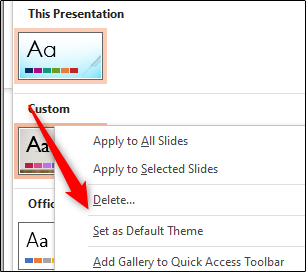 This Presentation
Aa
Custom
Aa
Apply to All Slides
Apply to Selected Slides
Delete...
Offic
Set as Default Theme
Aa
Add Gallery to Quick Access Toolbar